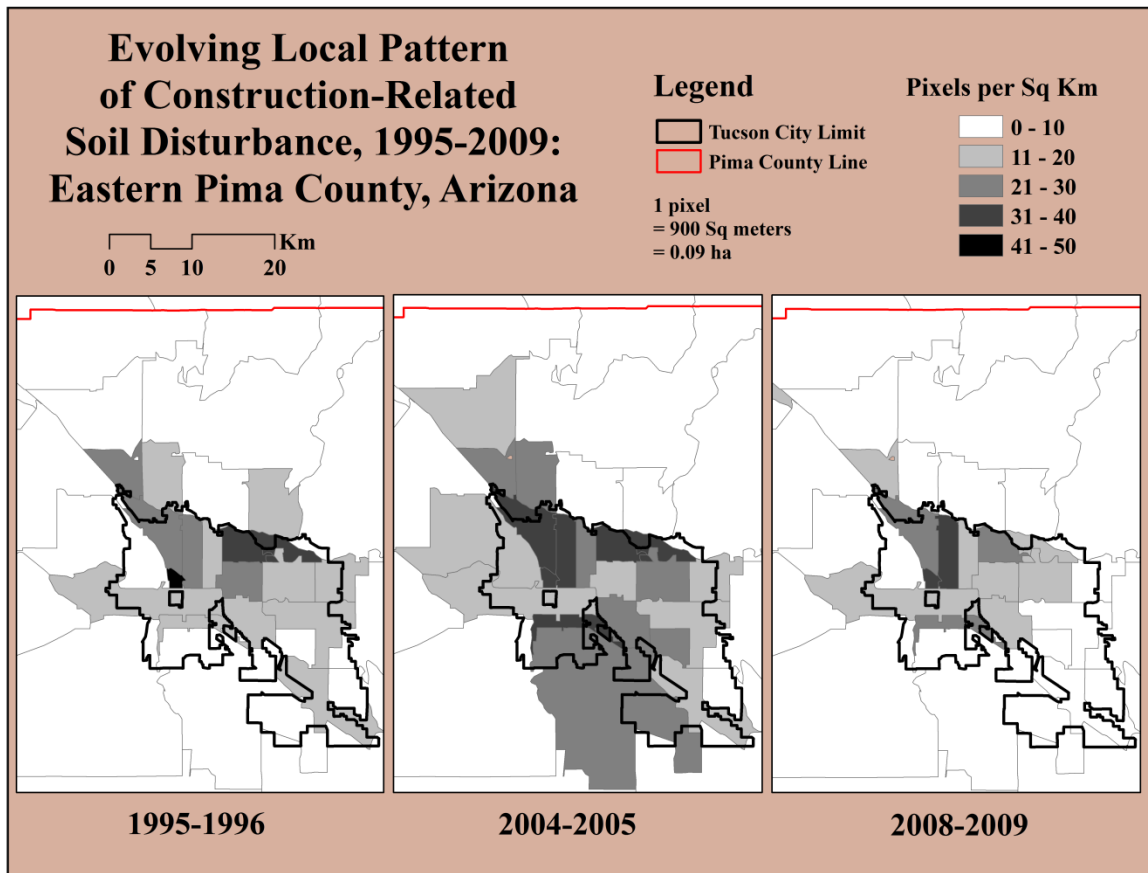 Evolving Local Pattern
of Construction-Related
Soil Disturbance, 1995-2009:
Eastern Pima County, Arizona
Km
0 5 10 20
Legend
Tucson City Limit
Pima County Line
1 pixel
= 900 Sq meters
= 0.09 ha
Pixels per Sq Km
0 - 10
11 - 20
21 - 30
31 - 40
41 - 50
1995-1996
2004-2005
2008-2009